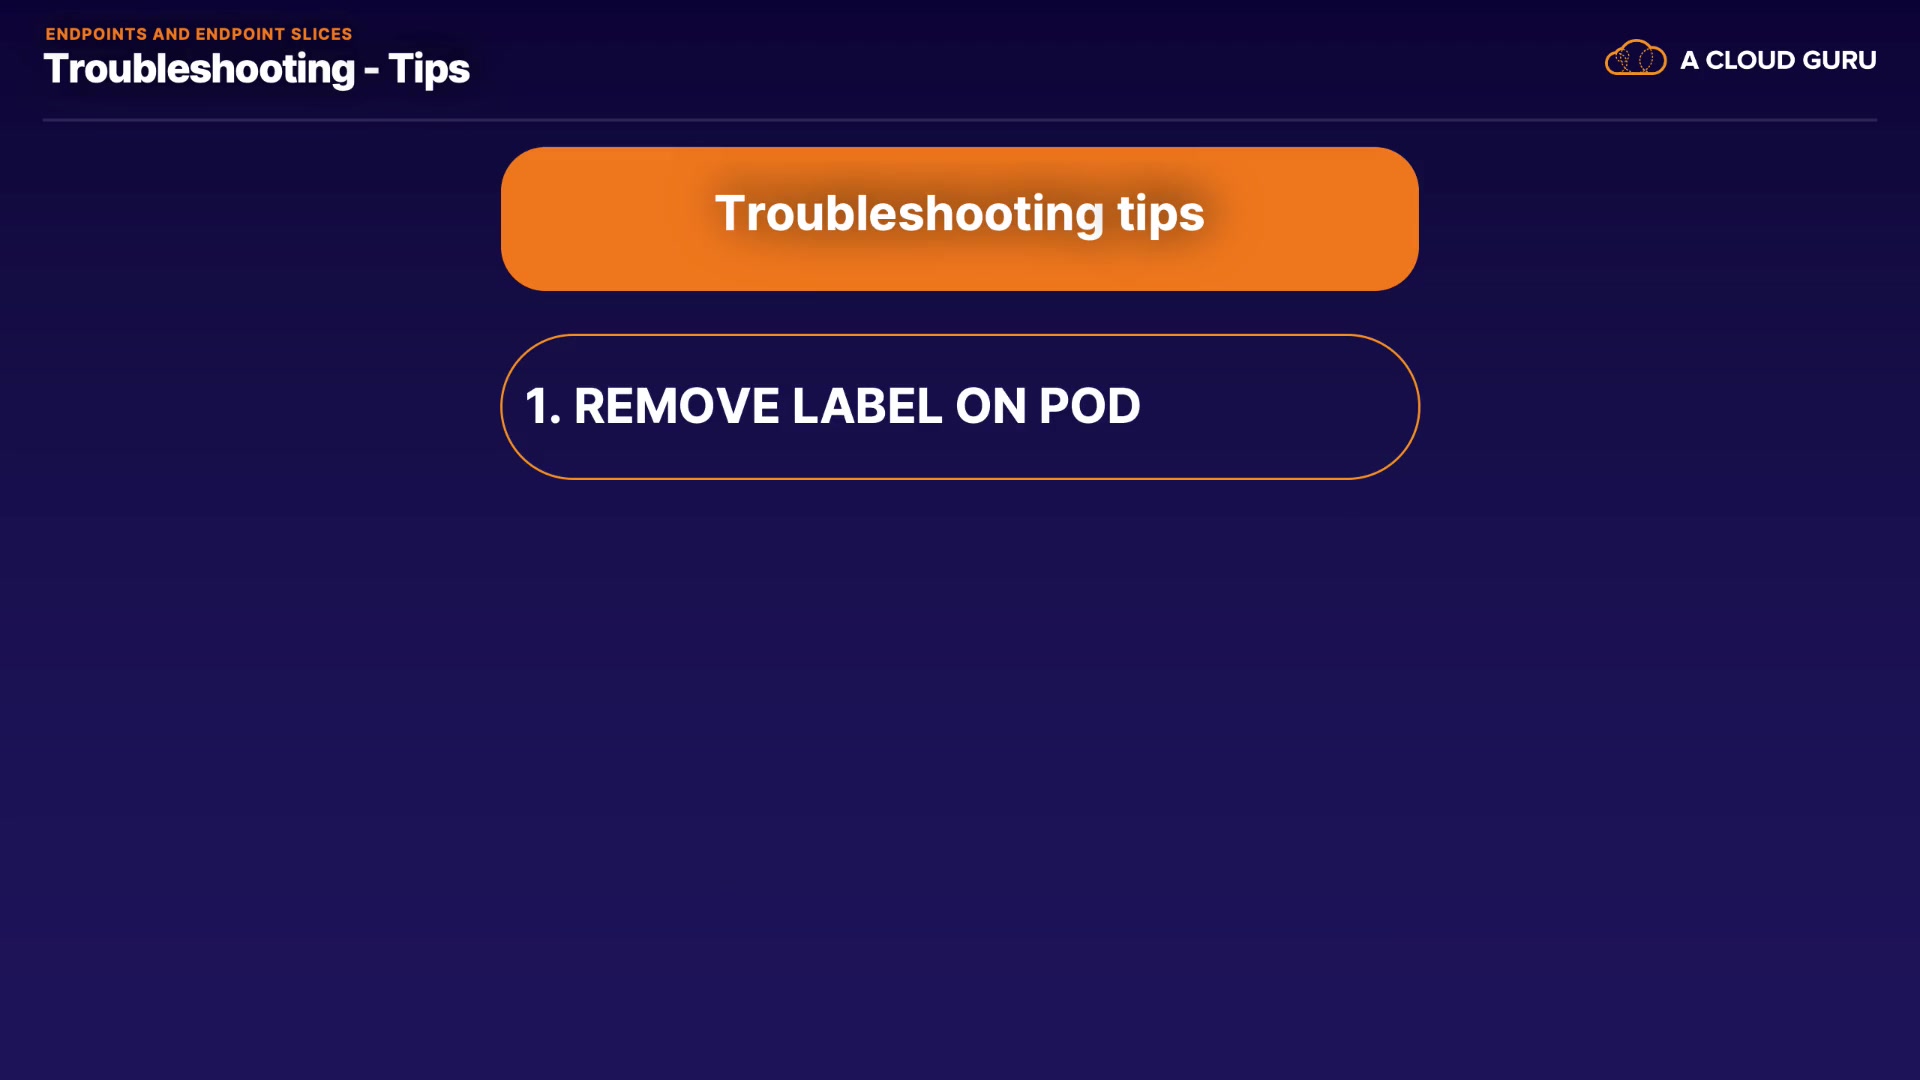 ENDPOINTS AND ENDPOINT SLICES
Troubleshooting - Tips
A CLOUD GURU
Troubleshooting tips
1. REMOVE LABEL ON POD